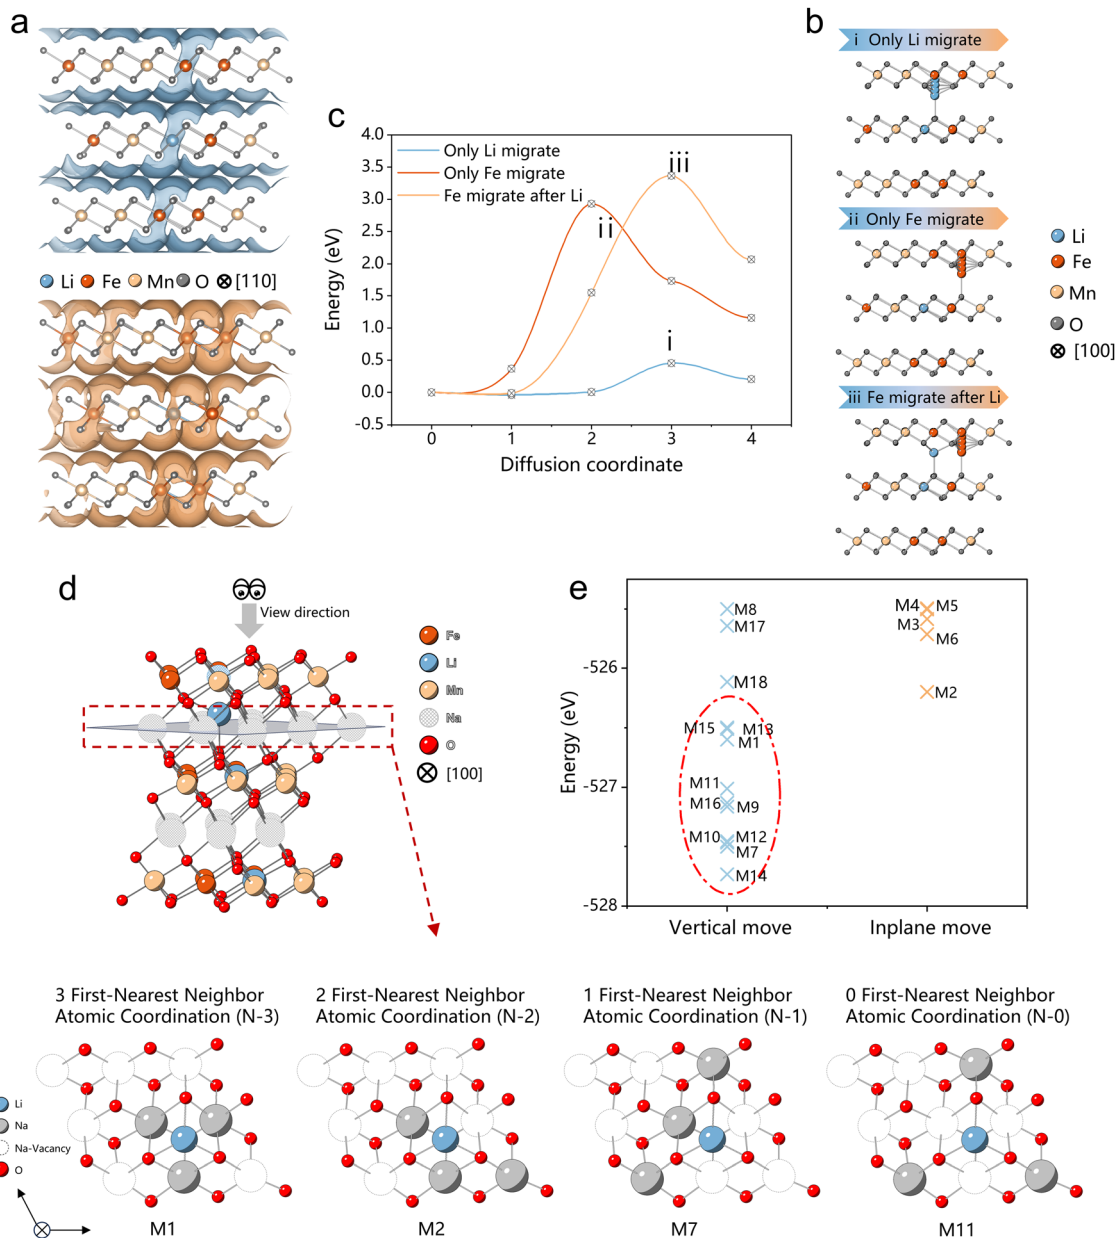 a
Li Fe Mn O [110]
b
i Only Li migrate
ii Only Fe migrate
iii Fe migrate after Li
Li
Fe
Mn
O
[100]
c
Energy (eV)
4.0
3.5
3.0
2.5
2.0
1.5
1.0
0.5
0.0
-0.5
Only Li migrate
Only Fe migrate
Fe migrate after Li
iii
ii
i
0 1 2 3 4
Diffusion coordinate
d
View direction
Fe
Li
Mn
Na
O
[100]
e
Energy (eV)
-526
-527
-528
M8
M17
M18
M15 M13
M1
M11
M16 M9
M10 M12
M7
M14
M4 M5
M3
M6
M2
Vertical move Inplane move
3 First-Nearest Neighbor
Atomic Coordination (N-3)
2 First-Nearest Neighbor
Atomic Coordination (N-2)
1 First-Nearest Neighbor
Atomic Coordination (N-1)
0 First-Nearest Neighbor
Atomic Coordination (N-0)
Li
Na
Na-Vacancy
O
M1
M2
M7
M11